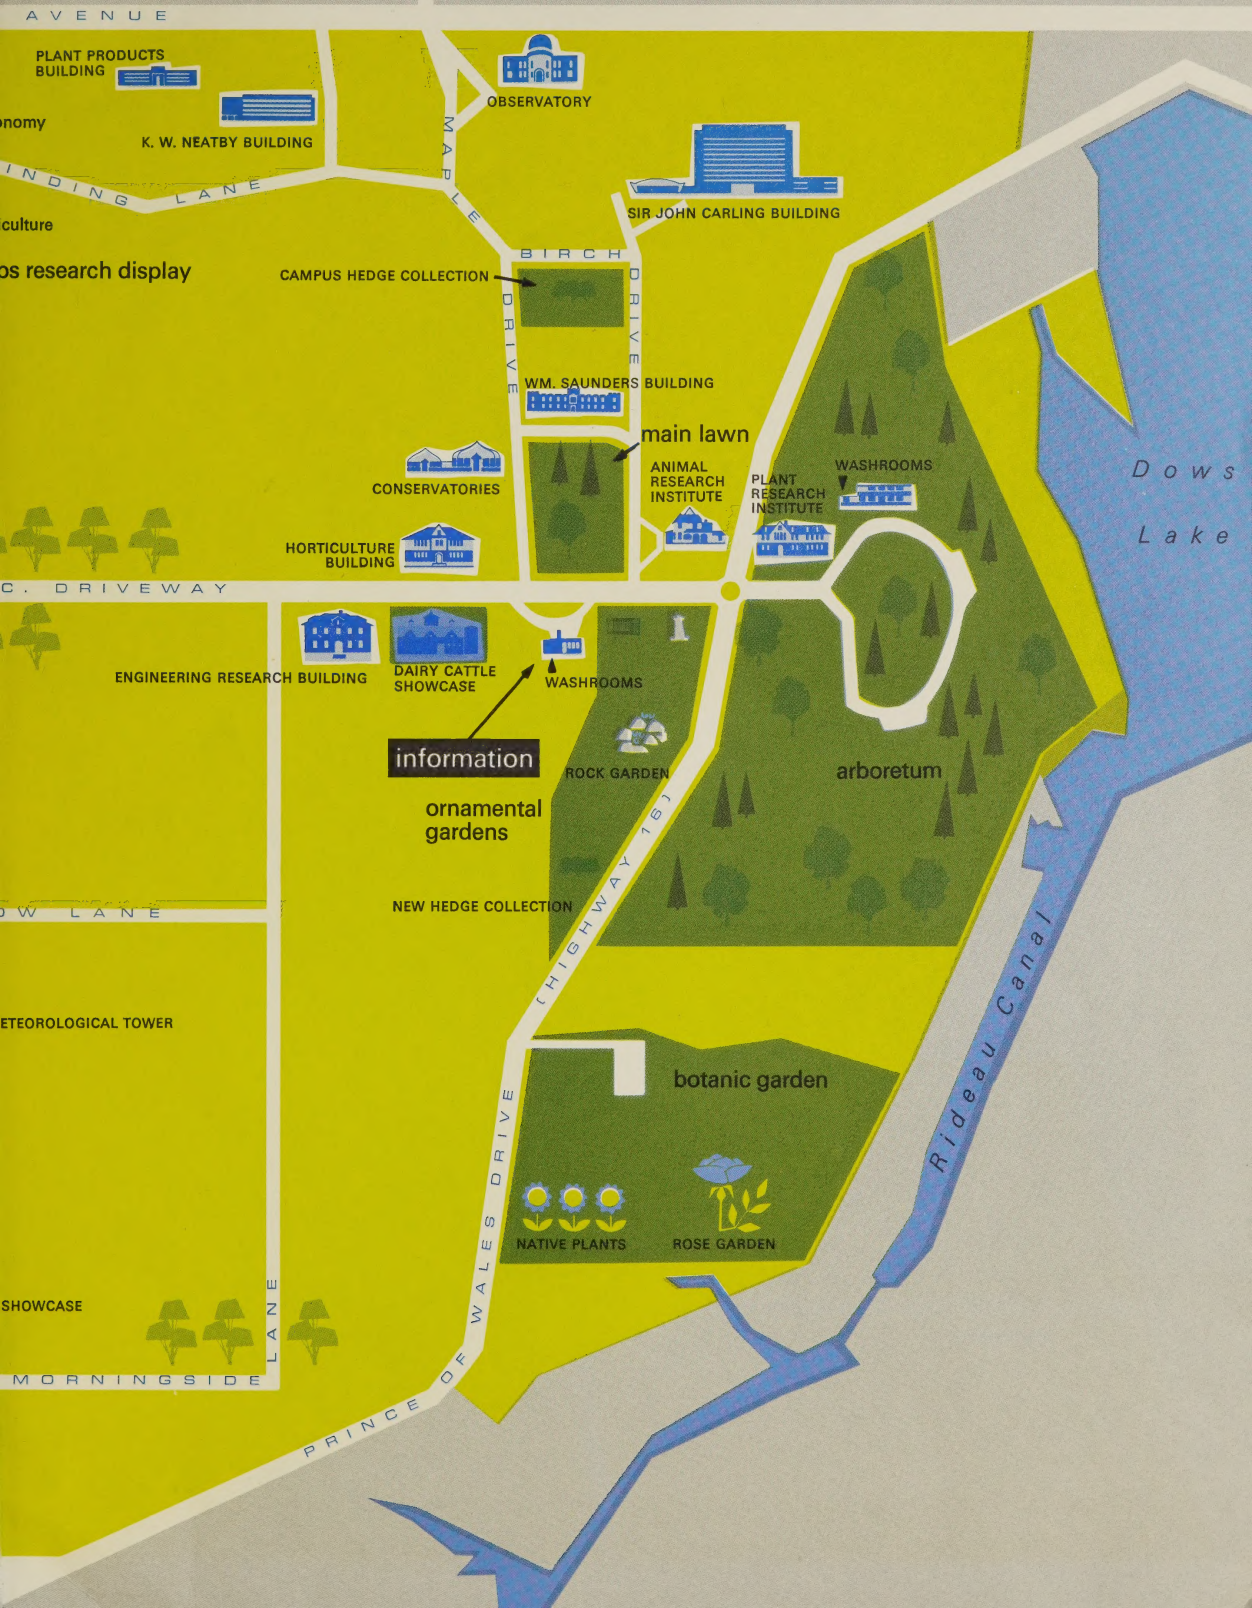 AVENUE
PLANT PRODUCTS
BUILDING
OBSERVATORY
onomy
K. W. NEATBY BUILDING
MAPLE DRIVE
INDING LANE
SIR JOHN CARLING BUILDING
iculture
BIRCH DRIVE
os research display
CAMPUS HEDGE COLLECTION
WM. SAUNDERS BUILDING
main lawn
CONSERVATORIES
ANIMAL
RESEARCH
INSTITUTE
PLANT
RESEARCH
INSTITUTE
WASHROOMS
Dows
Lake
HORTICULTURE
BUILDING
C. DRIVEWAY
ENGINEERING RESEARCH BUILDING
DAIRY CATTLE
SHOWCASE
WASHROOMS
information
ROCK GARDEN
arboretum
ornamental
gardens
NEW HEDGE COLLECTION
OW LANE
(HIGHWAY 16)
Rideau Canal
ETEOROLOGICAL TOWER
botanic garden
NATIVE PLANTS
ROSE GARDEN
SHOWCASE
MORNINGSIDE LANE
PRINCE OF WALES DRIVE